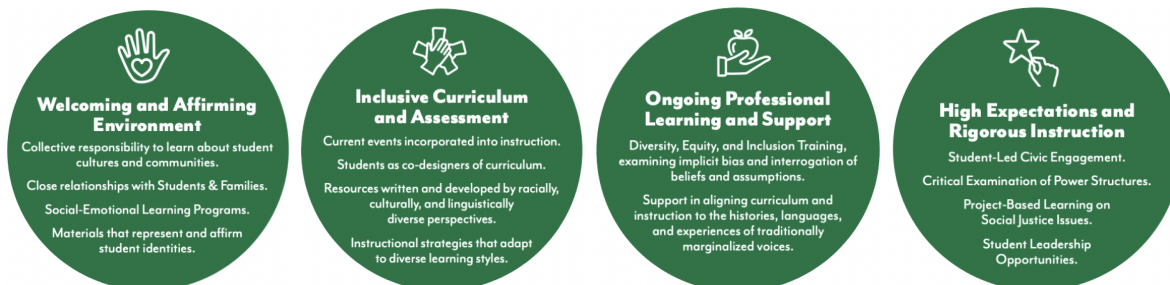 Welcoming and Affirming
Environment
Collective responsibility to learn about student
cultures and communities.
Close relationships with Students & Families.
Social-Emotional Learning Programs.
Materials that represent and affirm
student identities.
Inclusive Curriculum
and Assessment
Current events incorporated into instruction.
Students as co-designers of curriculum.
Resources written and developed by racially,
culturally, and linguistically
diverse perspectives.
Instructional strategies that adapt
to diverse learning styles.
Ongoing Professional
Learning and Support
Diversity, Equity, and Inclusion Training,
examining implicit bias and interrogation of
beliefs and assumptions.
Support in aligning curriculum and
instruction to the histories, languages,
and experiences of traditionally
marginalized voices.
High Expectations and
Rigorous Instruction
Student-Led Civic Engagement.
Critical Examination of Power Structures.
Project-Based Learning on
Social Justice Issues.
Student Leadership
Opportunities.